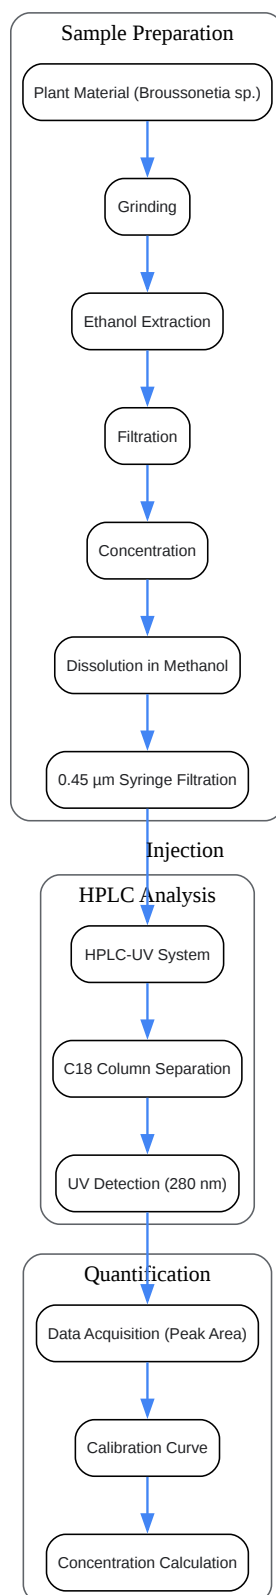 Sample Preparation
Plant Material (Broussonetia sp.)
Grinding
Ethanol Extraction
Filtration
Concentration
Dissolution in Methanol
0.45 µm Syringe Filtration
Injection
HPLC Analysis
HPLC-UV System
C18 Column Separation
UV Detection (280 nm)
Quantification
Data Acquisition (Peak Area)
Calibration Curve
Concentration Calculation